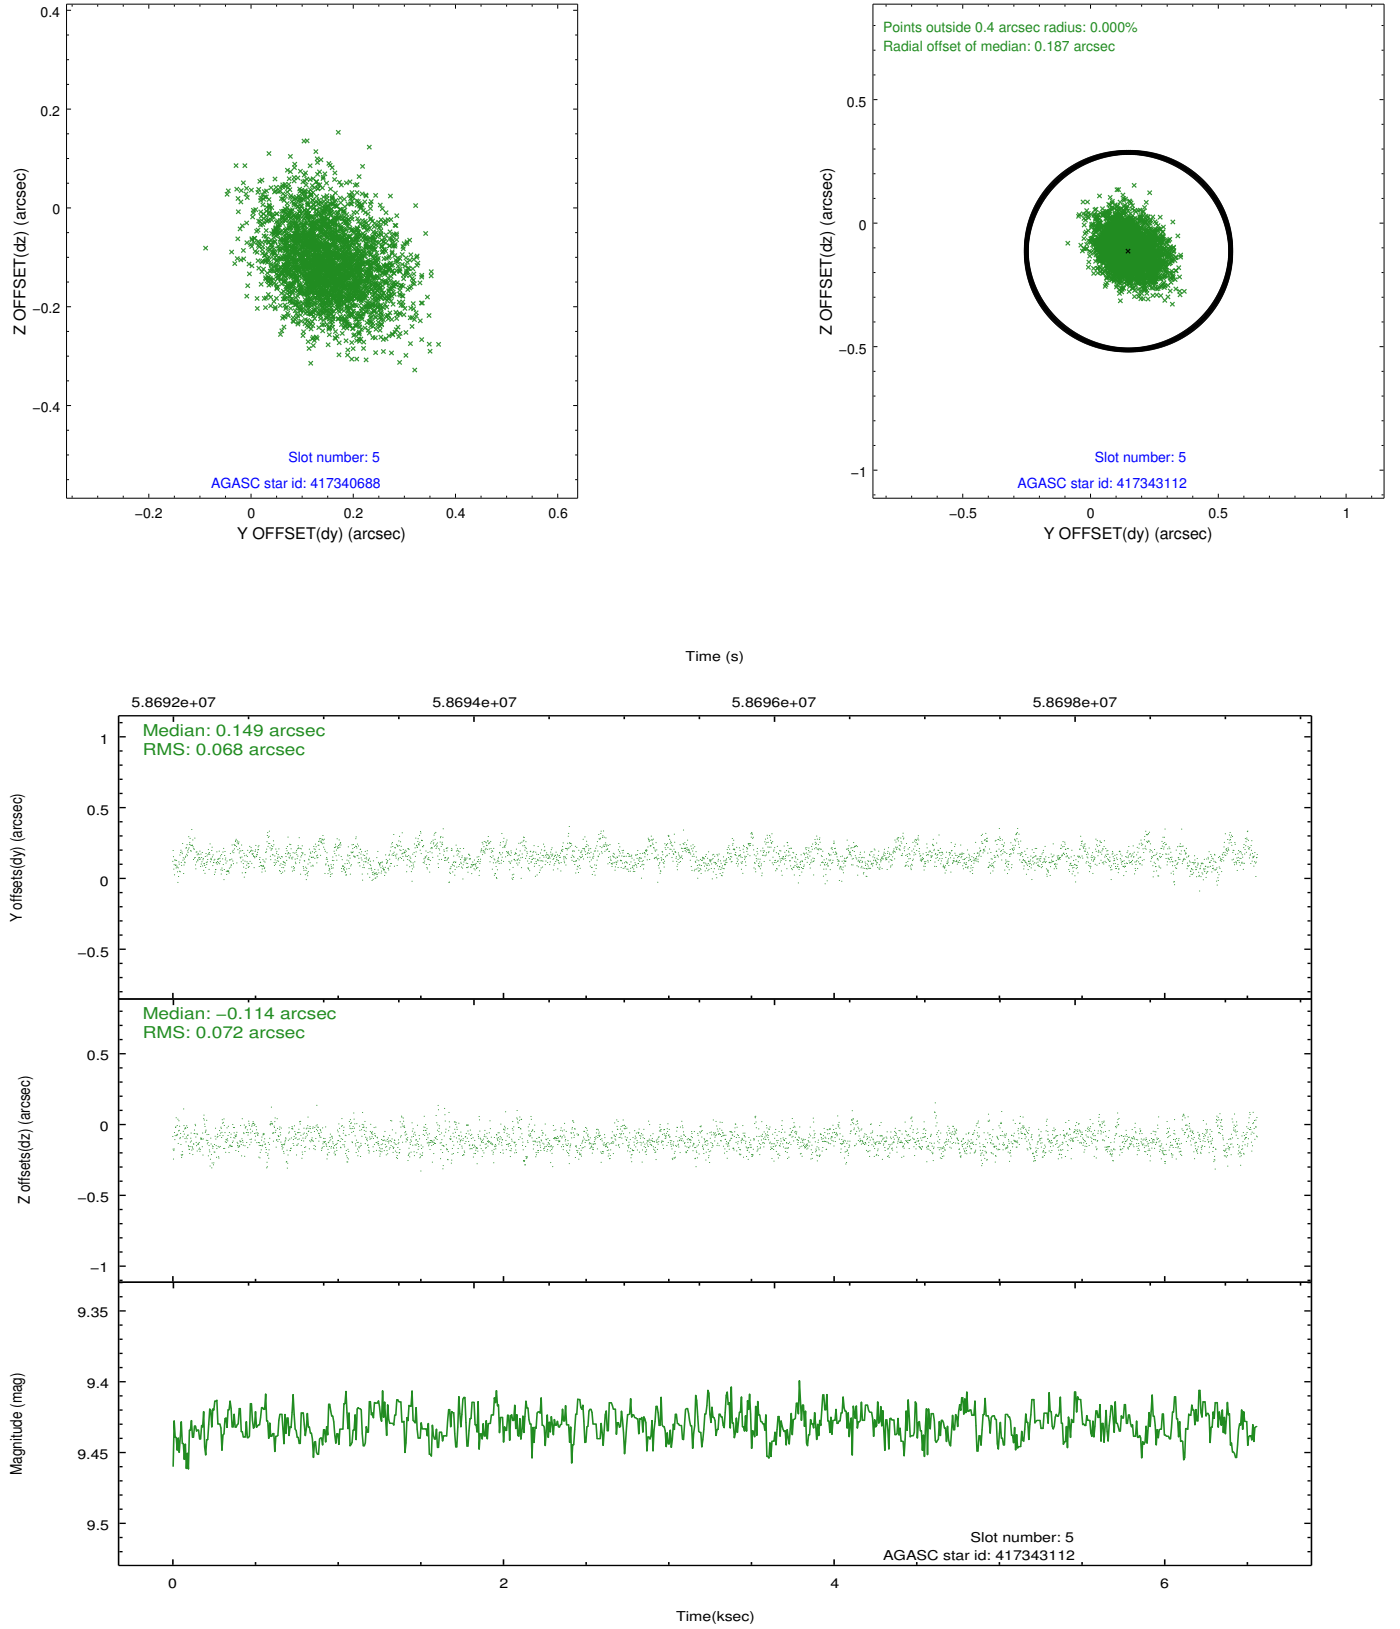 0.4
0.2
0
−0.2
−0.4
Z OFFSET(dz) (arcsec)
Slot number: 5
AGASC star id: 417340688
−0.2
0
0.2
0.4
0.6
Y OFFSET(dy) (arcsec)
Points outside 0.4 arcsec radius: 0.000%
Radial offset of median: 0.187 arcsec
0.5
0
−0.5
−1
Z OFFSET(dz) (arcsec)
Slot number: 5
AGASC star id: 417343112
−0.5
0
0.5
1
Y OFFSET(dy) (arcsec)
Time (s)
5.8692e+07
5.8694e+07
5.8696e+07
5.8698e+07
Median: 0.149 arcsec
RMS: 0.068 arcsec
1
0.5
0
−0.5
Y offsets(dy) (arcsec)
Median: −0.114 arcsec
RMS: 0.072 arcsec
0.5
0
−0.5
−1
Z offsets(dz) (arcsec)
9.35
9.4
9.45
9.5
Magnitude (mag)
Slot number: 5
AGASC star id: 417343112
0
2
4
6
Time(ksec)